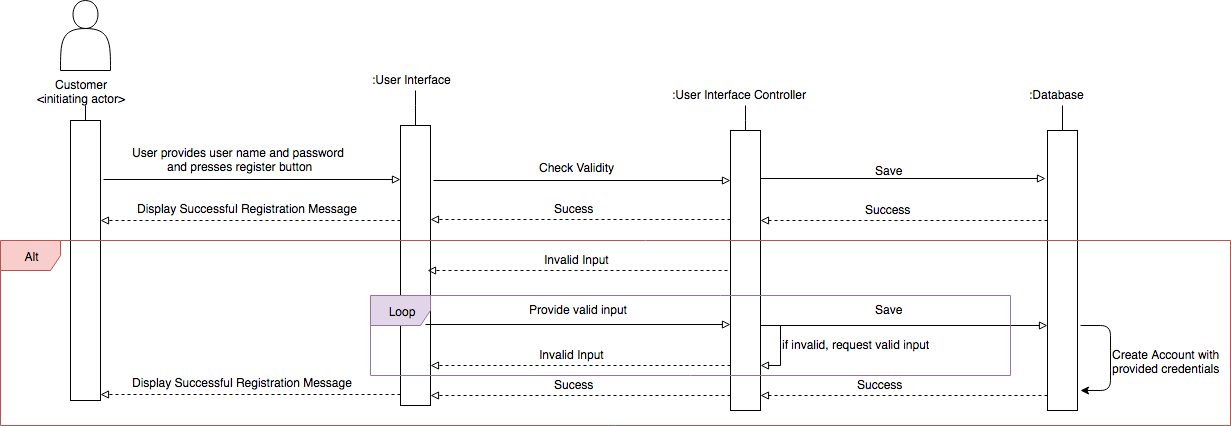 Customer
<initiating actor>
:User Interface
:User Interface Controller
:Database
User provides user name and password
and presses register button
Check Validity
Save
Display Successful Registration Message
Sucess
Success
Alt
Invalid Input
Loop
Provide valid input
Save
if invalid, request valid input
Invalid Input
Create Account with
provided credentials
Display Successful Registration Message
Sucess
Success